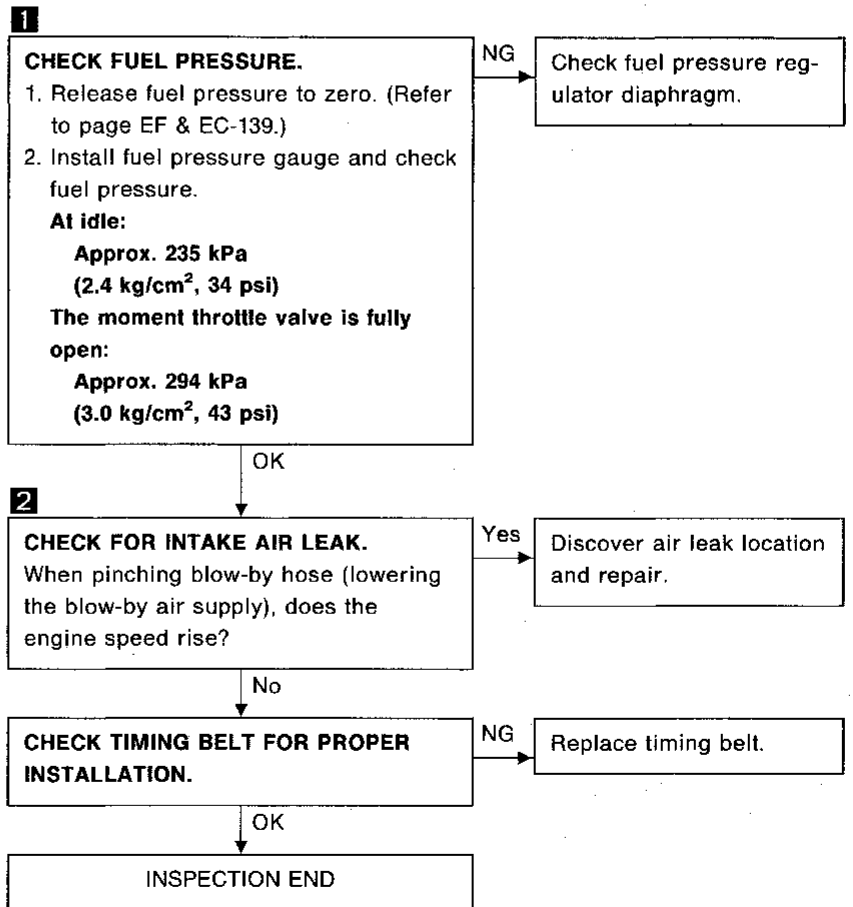 1
CHECK FUEL PRESSURE.
1. Release fuel pressure to zero. (Refer
to page EF & EC-139.)
2. Install fuel pressure gauge and check
fuel pressure.
At idle:
Approx. 235 kPa
(2.4 kg/cm², 34 psi)
The moment throttle valve is fully
open:
Approx. 294 kPa
(3.0 kg/cm², 43 psi)
NG
Check fuel pressure reg-
ulator diaphragm.
OK
2
CHECK FOR INTAKE AIR LEAK.
When pinching blow-by hose (lowering
the blow-by air supply), does the
engine speed rise?
Yes
Discover air leak location
and repair.
No
CHECK TIMING BELT FOR PROPER
INSTALLATION.
NG
Replace timing belt.
OK
INSPECTION END